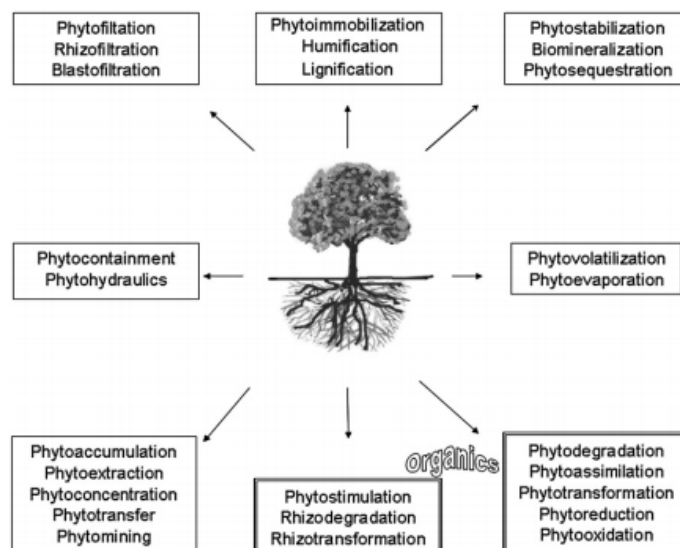 Phytofiltation
Rhizofiltration
Blastofiltration
Phytoimmobilization
Humification
Lignification
Phytostabilization
Biomineralization
Phytosequestration
Phytocontainment
Phytohydraulics
Phytovolatilization
Phytoevaporation
Phytoaccumulation
Phytoextraction
Phytoconcentration
Phytotransfer
Phytomining
Phytostimulation
Rhizodegradation
Rhizotransformation
organics
Phytodegradation
Phytoassimilation
Phytotransformation
Phytoreduction
Phytooxidation